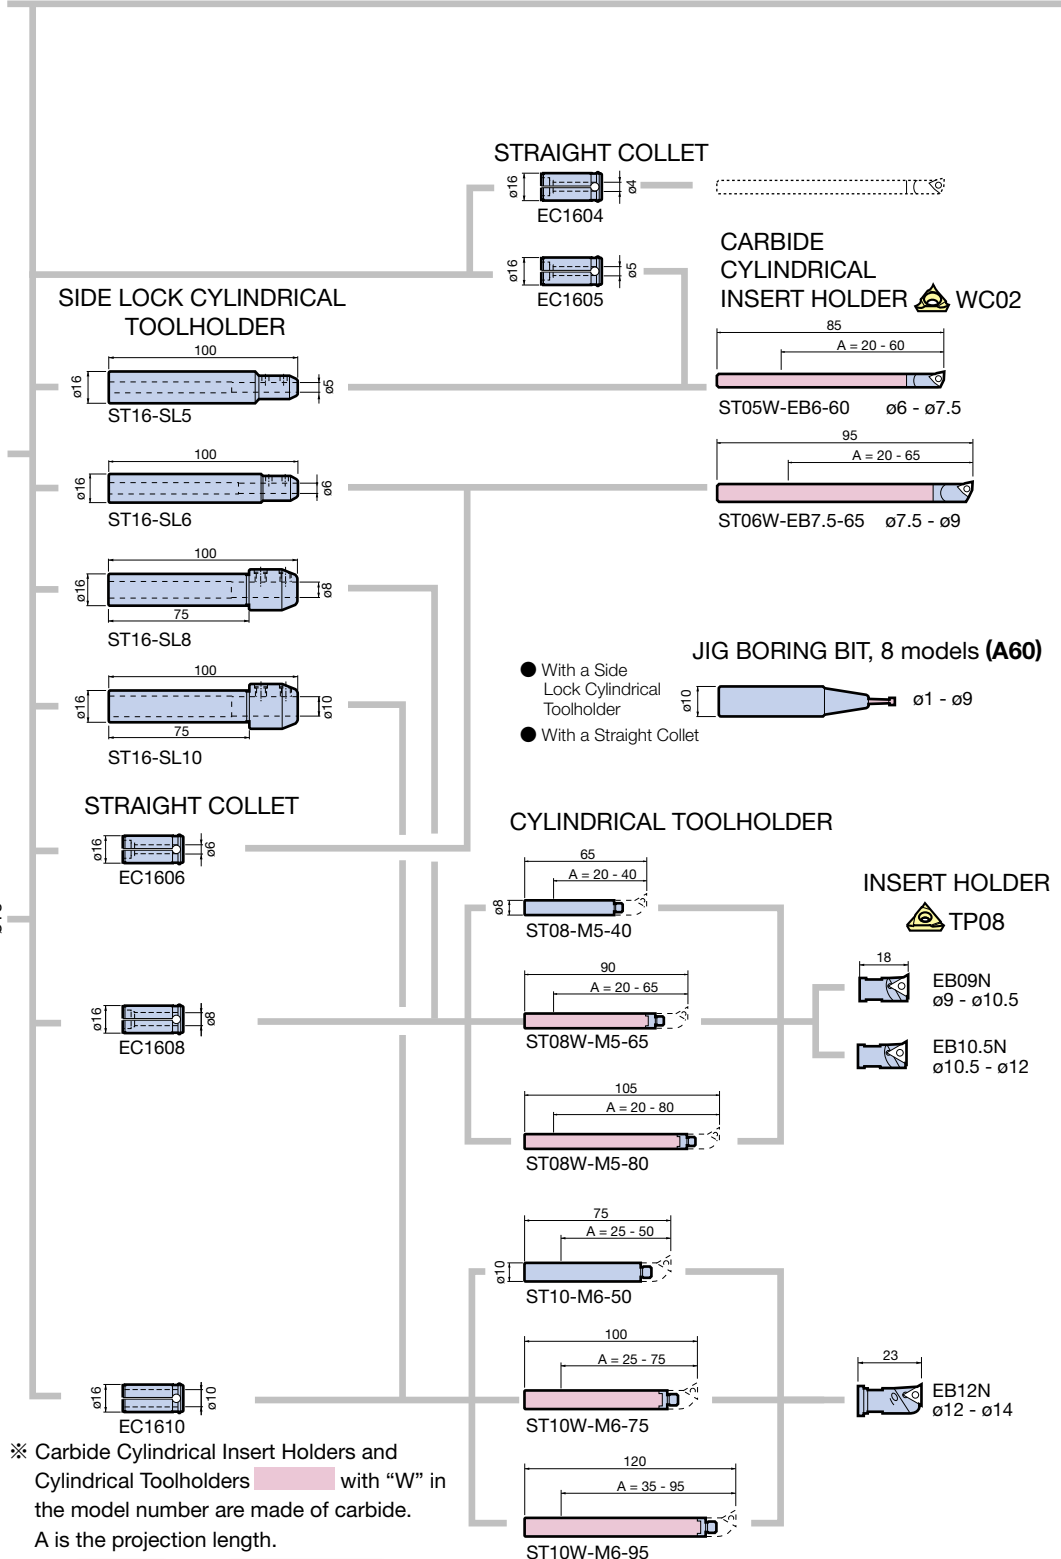 STRAIGHT COLLET
ø16
ø4
EC1604
ø16
ø5
EC1605
CARBIDE
CYLINDRICAL
INSERT HOLDER WC02
85
A = 20 - 60
ST05W-EB6-60 ø6 - ø7.5
95
A = 20 - 65
ST06W-EB7.5-65 ø7.5 - ø9
SIDE LOCK CYLINDRICAL
TOOLHOLDER
100
ø16
ø5
ST16-SL5
100
ø16
ø6
ST16-SL6
100
ø16
ø8
75
ST16-SL8
100
ø16
ø10
75
ST16-SL10
JIG BORING BIT, 8 models (A60)
● With a Side
Lock Cylindrical
Toolholder
● With a Straight Collet
ø10
ø1 - ø9
STRAIGHT COLLET
ø16
ø6
EC1606
ø16
ø8
EC1608
ø16
ø10
EC1610
CYLINDRICAL TOOLHOLDER
65
A = 20 - 40
ø8
ST08-M5-40
90
A = 20 - 65
ST08W-M5-65
105
A = 20 - 80
ST08W-M5-80
75
A = 25 - 50
ø10
ST10-M6-50
100
A = 25 - 75
ST10W-M6-75
120
A = 35 - 95
ST10W-M6-95
INSERT HOLDER
TP08
18
EB09N
ø9 - ø10.5
EB10.5N
ø10.5 - ø12
23
EB12N
ø12 - ø14
※ Carbide Cylindrical Insert Holders and
Cylindrical Toolholders with “W” in
the model number are made of carbide.
A is the projection length.